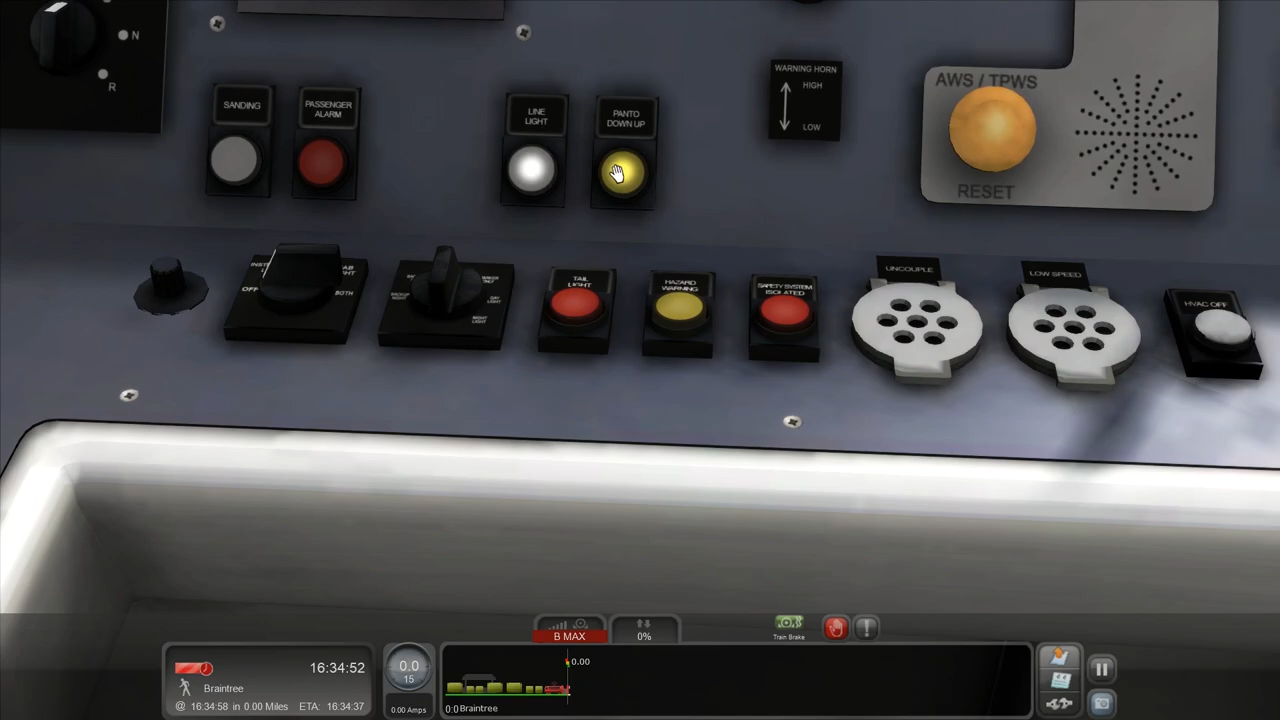 N
R
SANDING
PASSENGER
ALARM
LINE
LIGHT
PANTO
DOWN UP
WARNING HORN
HIGH
LOW
AWS / TPWS
RESET
OFF
BOTH
DAY
LIGHT
NIGHT
LIGHT
TAIL
LIGHT
HAZARD
WARNING
SAFETY SYSTEM
ISOLATED
UNCOUPLE
LOW SPEED
HVAC OFF
B MAX
0%
Train Brake
16:34:52
Braintree
@ 16:34:58 in 0.00 Miles ETA: 16:34:37
0.0
15
0.00 Amps
0.00
0:0 Braintree